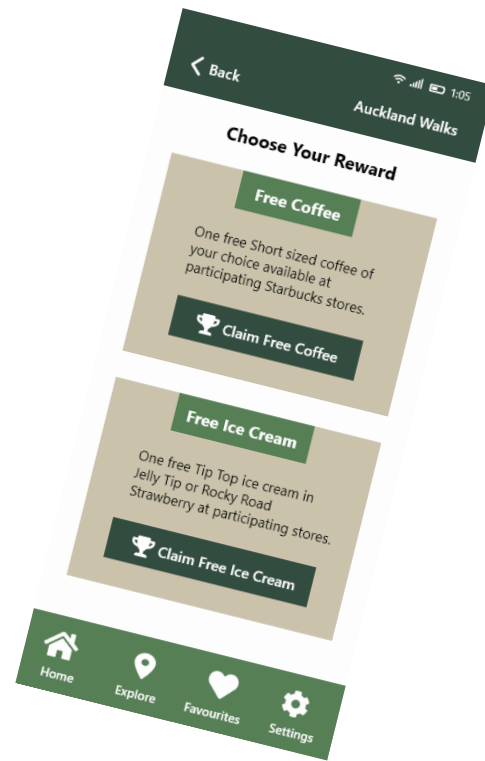 1:05
Back
Auckland Walks
Choose Your Reward
Free Coffee
One free Short sized coffee of
your choice available at
participating Starbucks stores.
Claim Free Coffee
Free Ice Cream
One free Tip Top ice cream in
Jelly Tip or Rocky Road
Strawberry at participating stores.
Claim Free Ice Cream
Home
Explore
Favourites
Settings